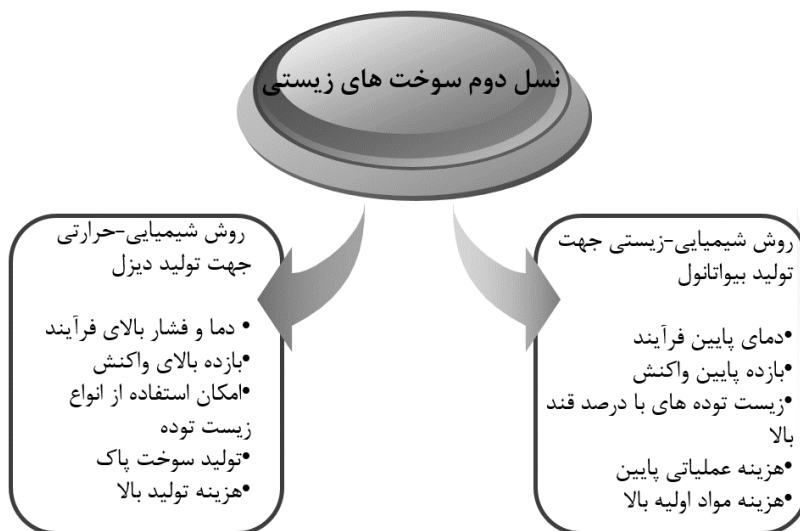 نسل دوم سوخت های زیستی
روش شیمیایی-زیستی جهت
تولید بیواتانول
•دمای پایین فرآیند
•بازده پایین واکنش
•زیست توده های با درصد قند
بالا
•هزینه عملیاتی پایین
•هزینه مواد اولیه بالا
روش شیمیایی-حرارتی
جهت تولید دیزل
• دما و فشار بالای فرآیند
•بازده بالای واکنش
•امکان استفاده از انواع
زیست توده
•تولید سوخت پاک
•هزینه تولید بالا